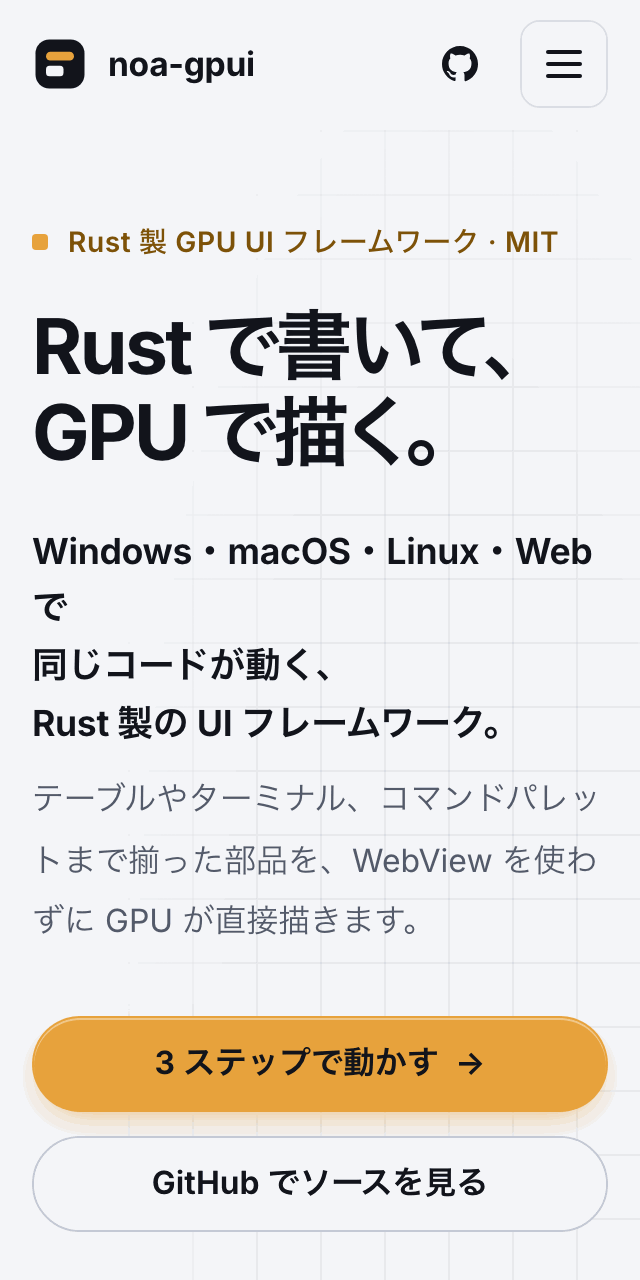 noa-gpui
Rust 製 GPU UI フレームワーク · MIT
Rust で書いて、
GPU で描く。
Windows・macOS・Linux・Web
で
同じコードが動く、
Rust 製の UI フレームワーク。
テーブルやターミナル、コマンドパレッ
トまで揃った部品を、WebView を使わ
ずに GPU が直接描きます。
3 ステップで動かす →
GitHub でソースを見る